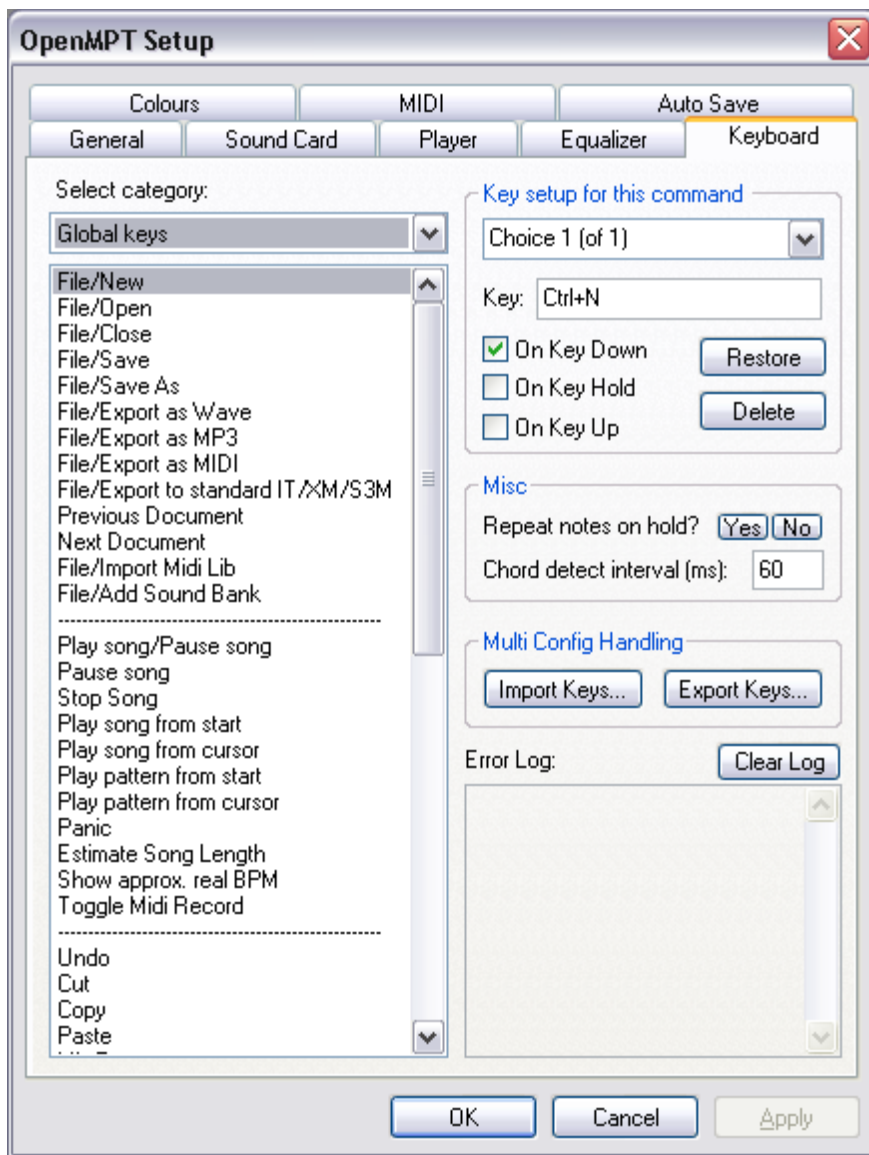 OpenMPT Setup
Colours MIDI Auto Save
General Sound Card Player Equalizer Keyboard
Select category:
Global keys
File/New
File/Open
File/Close
File/Save
File/Save As
File/Export as Wave
File/Export as MP3
File/Export as MIDI
File/Export to standard IT/XM/S3M
Previous Document
Next Document
File/Import Midi Lib
File/Add Sound Bank
------------------------------------------------------
Play song/Pause song
Pause song
Stop Song
Play song from start
Play song from cursor
Play pattern from start
Play pattern from cursor
Panic
Estimate Song Length
Show approx. real BPM
Toggle Midi Record
------------------------------------------------------
Undo
Cut
Copy
Paste
Key setup for this command
Choice 1 (of 1)
Key: Ctrl+N
On Key Down
On Key Hold
On Key Up
Restore
Delete
Misc
Repeat notes on hold? Yes No
Chord detect interval (ms): 60
Multi Config Handling
Import Keys... Export Keys...
Error Log: Clear Log
OK Cancel Apply